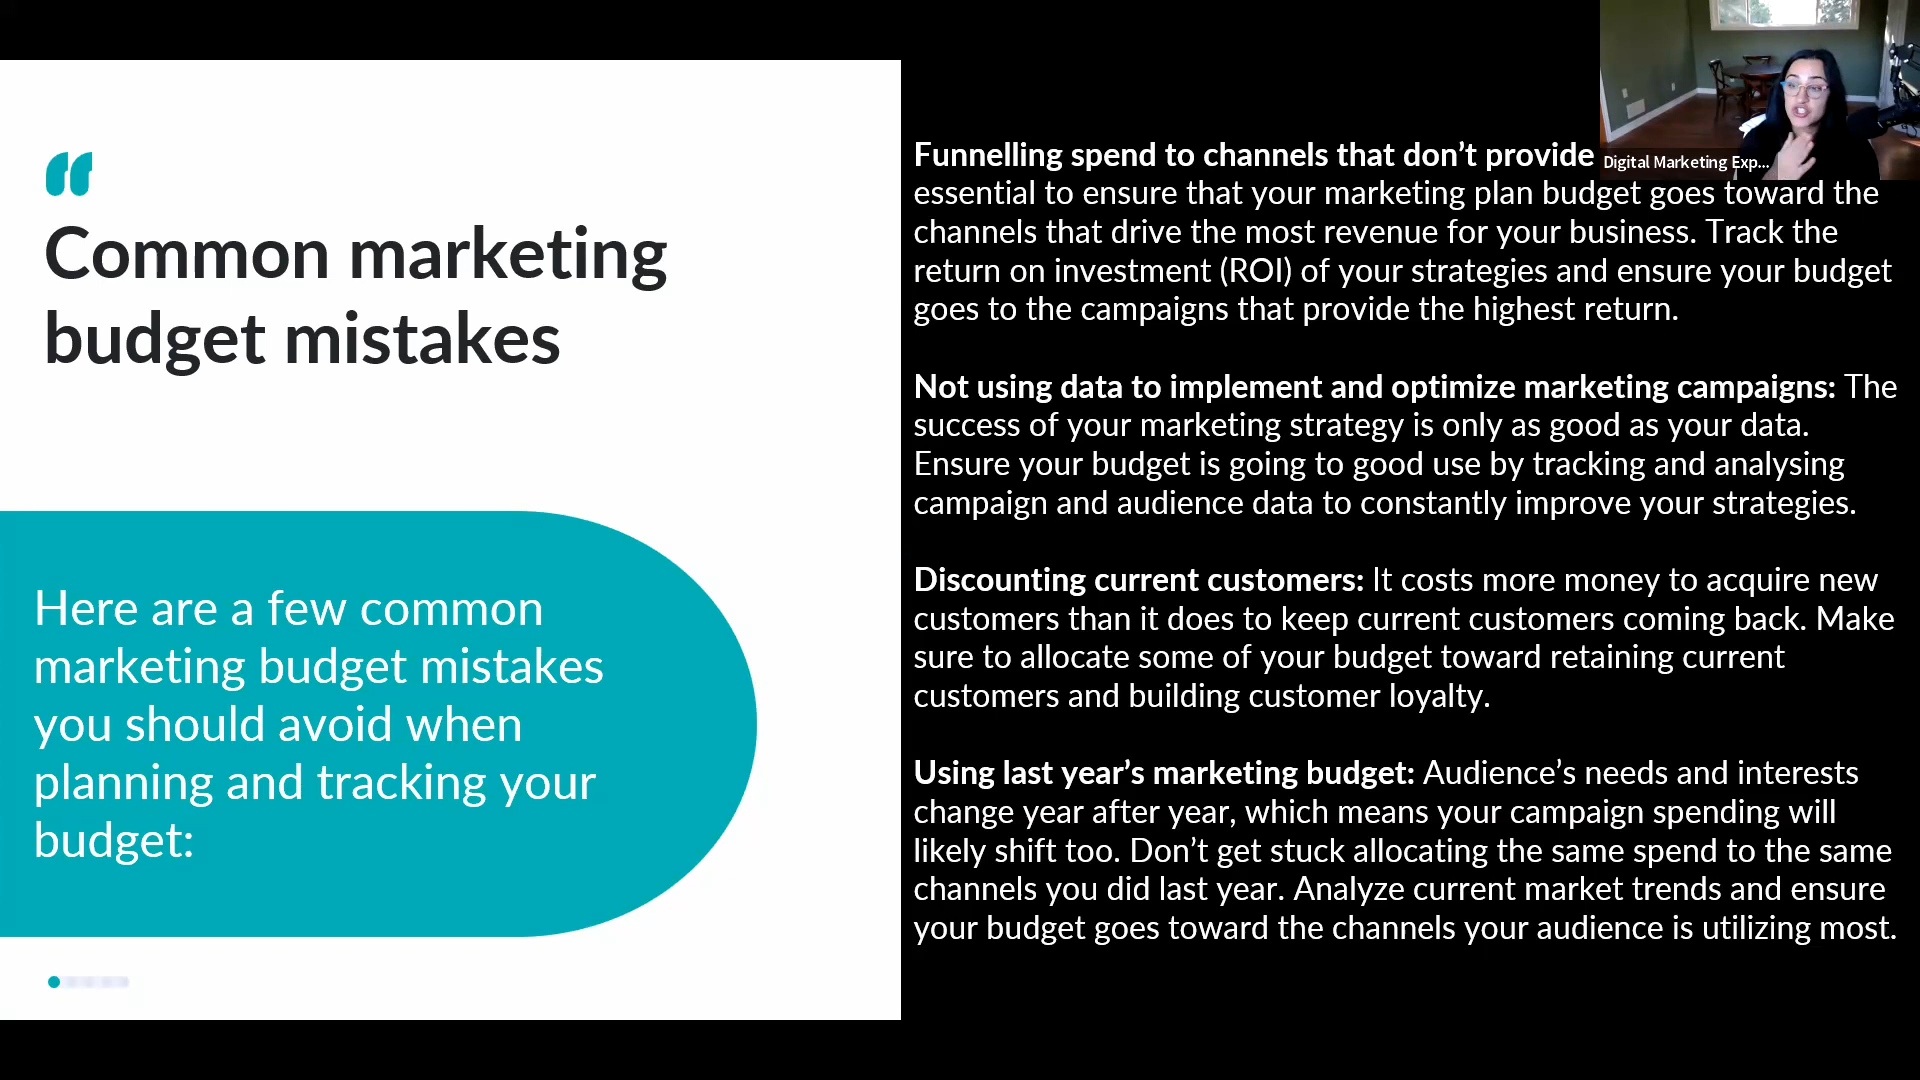 Common marketing
budget mistakes
Here are a few common
marketing budget mistakes
you should avoid when
planning and tracking your
budget:
Funnelling spend to channels that don’t provide
essential to ensure that your marketing plan budget goes toward the
channels that drive the most revenue for your business. Track the
return on investment (ROI) of your strategies and ensure your budget
goes to the campaigns that provide the highest return.
Not using data to implement and optimize marketing campaigns: The
success of your marketing strategy is only as good as your data.
Ensure your budget is going to good use by tracking and analysing
campaign and audience data to constantly improve your strategies.
Discounting current customers: It costs more money to acquire new
customers than it does to keep current customers coming back. Make
sure to allocate some of your budget toward retaining current
customers and building customer loyalty.
Using last year’s marketing budget: Audience’s needs and interests
change year after year, which means your campaign spending will
likely shift too. Don’t get stuck allocating the same spend to the same
channels you did last year. Analyze current market trends and ensure
your budget goes toward the channels your audience is utilizing most.
Digital Marketing Exp...